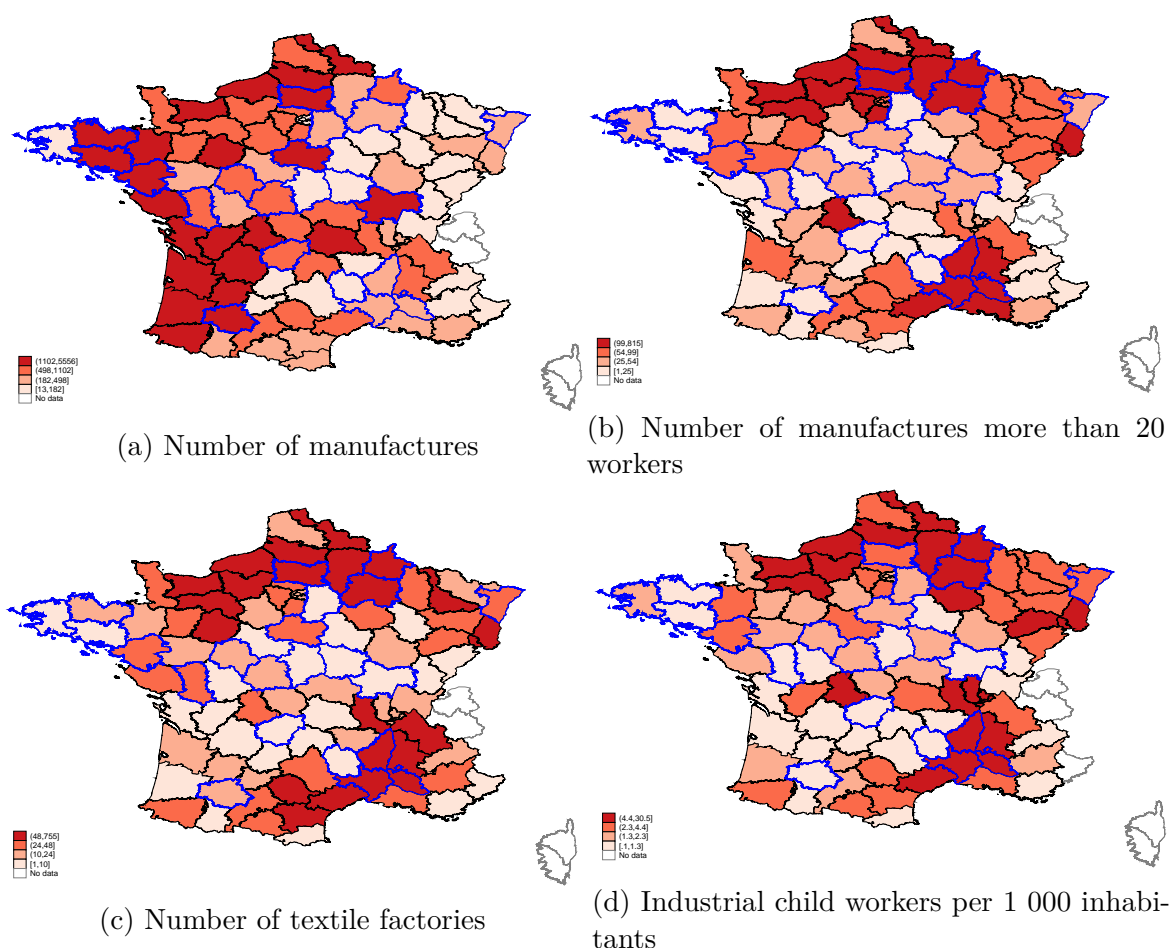 (1102,5556]
(498,1102]
(182,498]
[13,182]
No data
(a) Number of manufactures
(99,815]
(54,99]
(25,54]
[1,25]
No data
(b) Number of manufactures more than 20
workers
(48,755]
(24,48]
(10,24]
[1,10]
No data
(c) Number of textile factories
(4.4,30.5]
(2.3,4.4]
(1.3,2.3]
[.1,1.3]
No data
(d) Industrial child workers per 1 000 inhabi-
tants